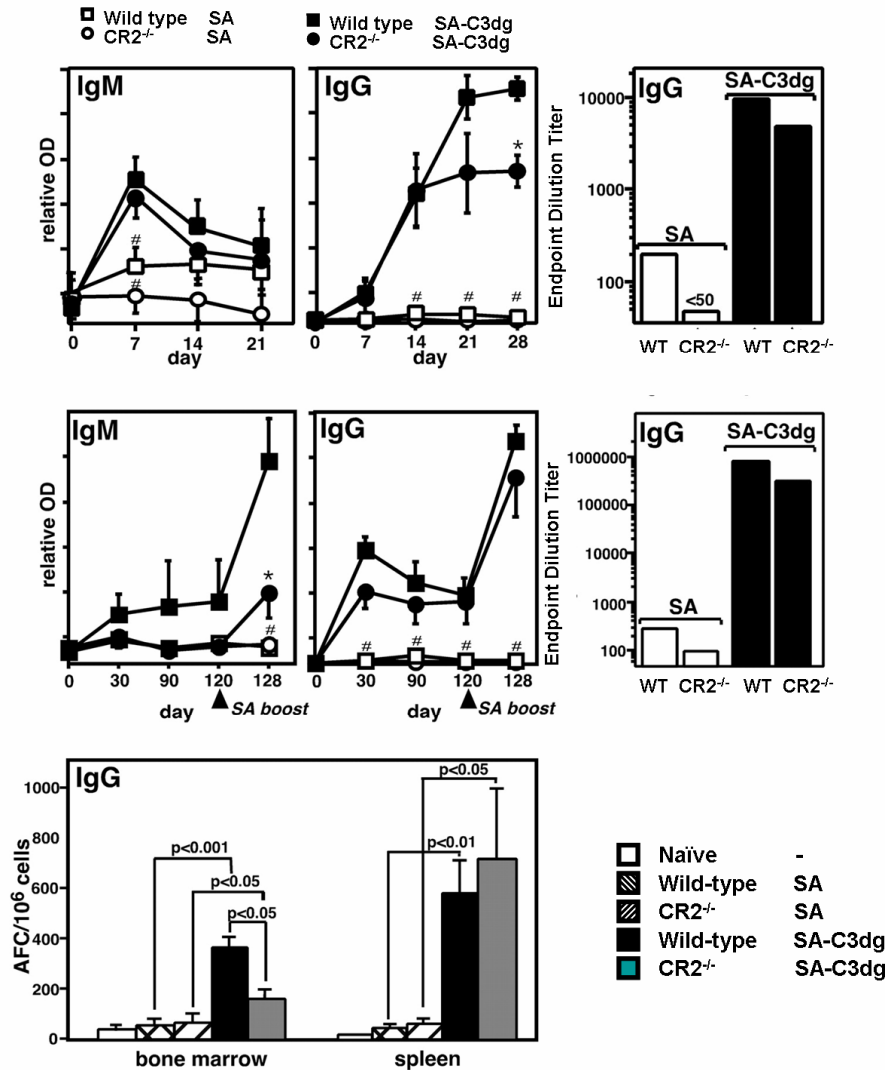 Wild type SA
CR2-/- SA
Wild type SA-C3dg
CR2-/- SA-C3dg
IgM
relative OD
#
#
0 7 14 21
day
IgG
*
# # #
0 7 14 21 28
day
IgG
Endpoint Dilution Titer
10000
1000
100
SA
<50
SA-C3dg
WT CR2-/- WT CR2-/-
IgM
relative OD
*
#
0 30 90 120 128
day
SA boost
IgG
# # # #
0 30 90 120 128
day
SA boost
IgG
Endpoint Dilution Titer
1000000
100000
10000
1000
100
SA
SA-C3dg
WT CR2-/- WT CR2-/-
IgG
AFC/10⁶ cells
1000
800
600
400
200
0
p<0.001
p<0.05
p<0.05
p<0.05
p<0.01
bone marrow
spleen
Naïve -
Wild-type SA
CR2-/- SA
Wild-type SA-C3dg
CR2-/- SA-C3dg